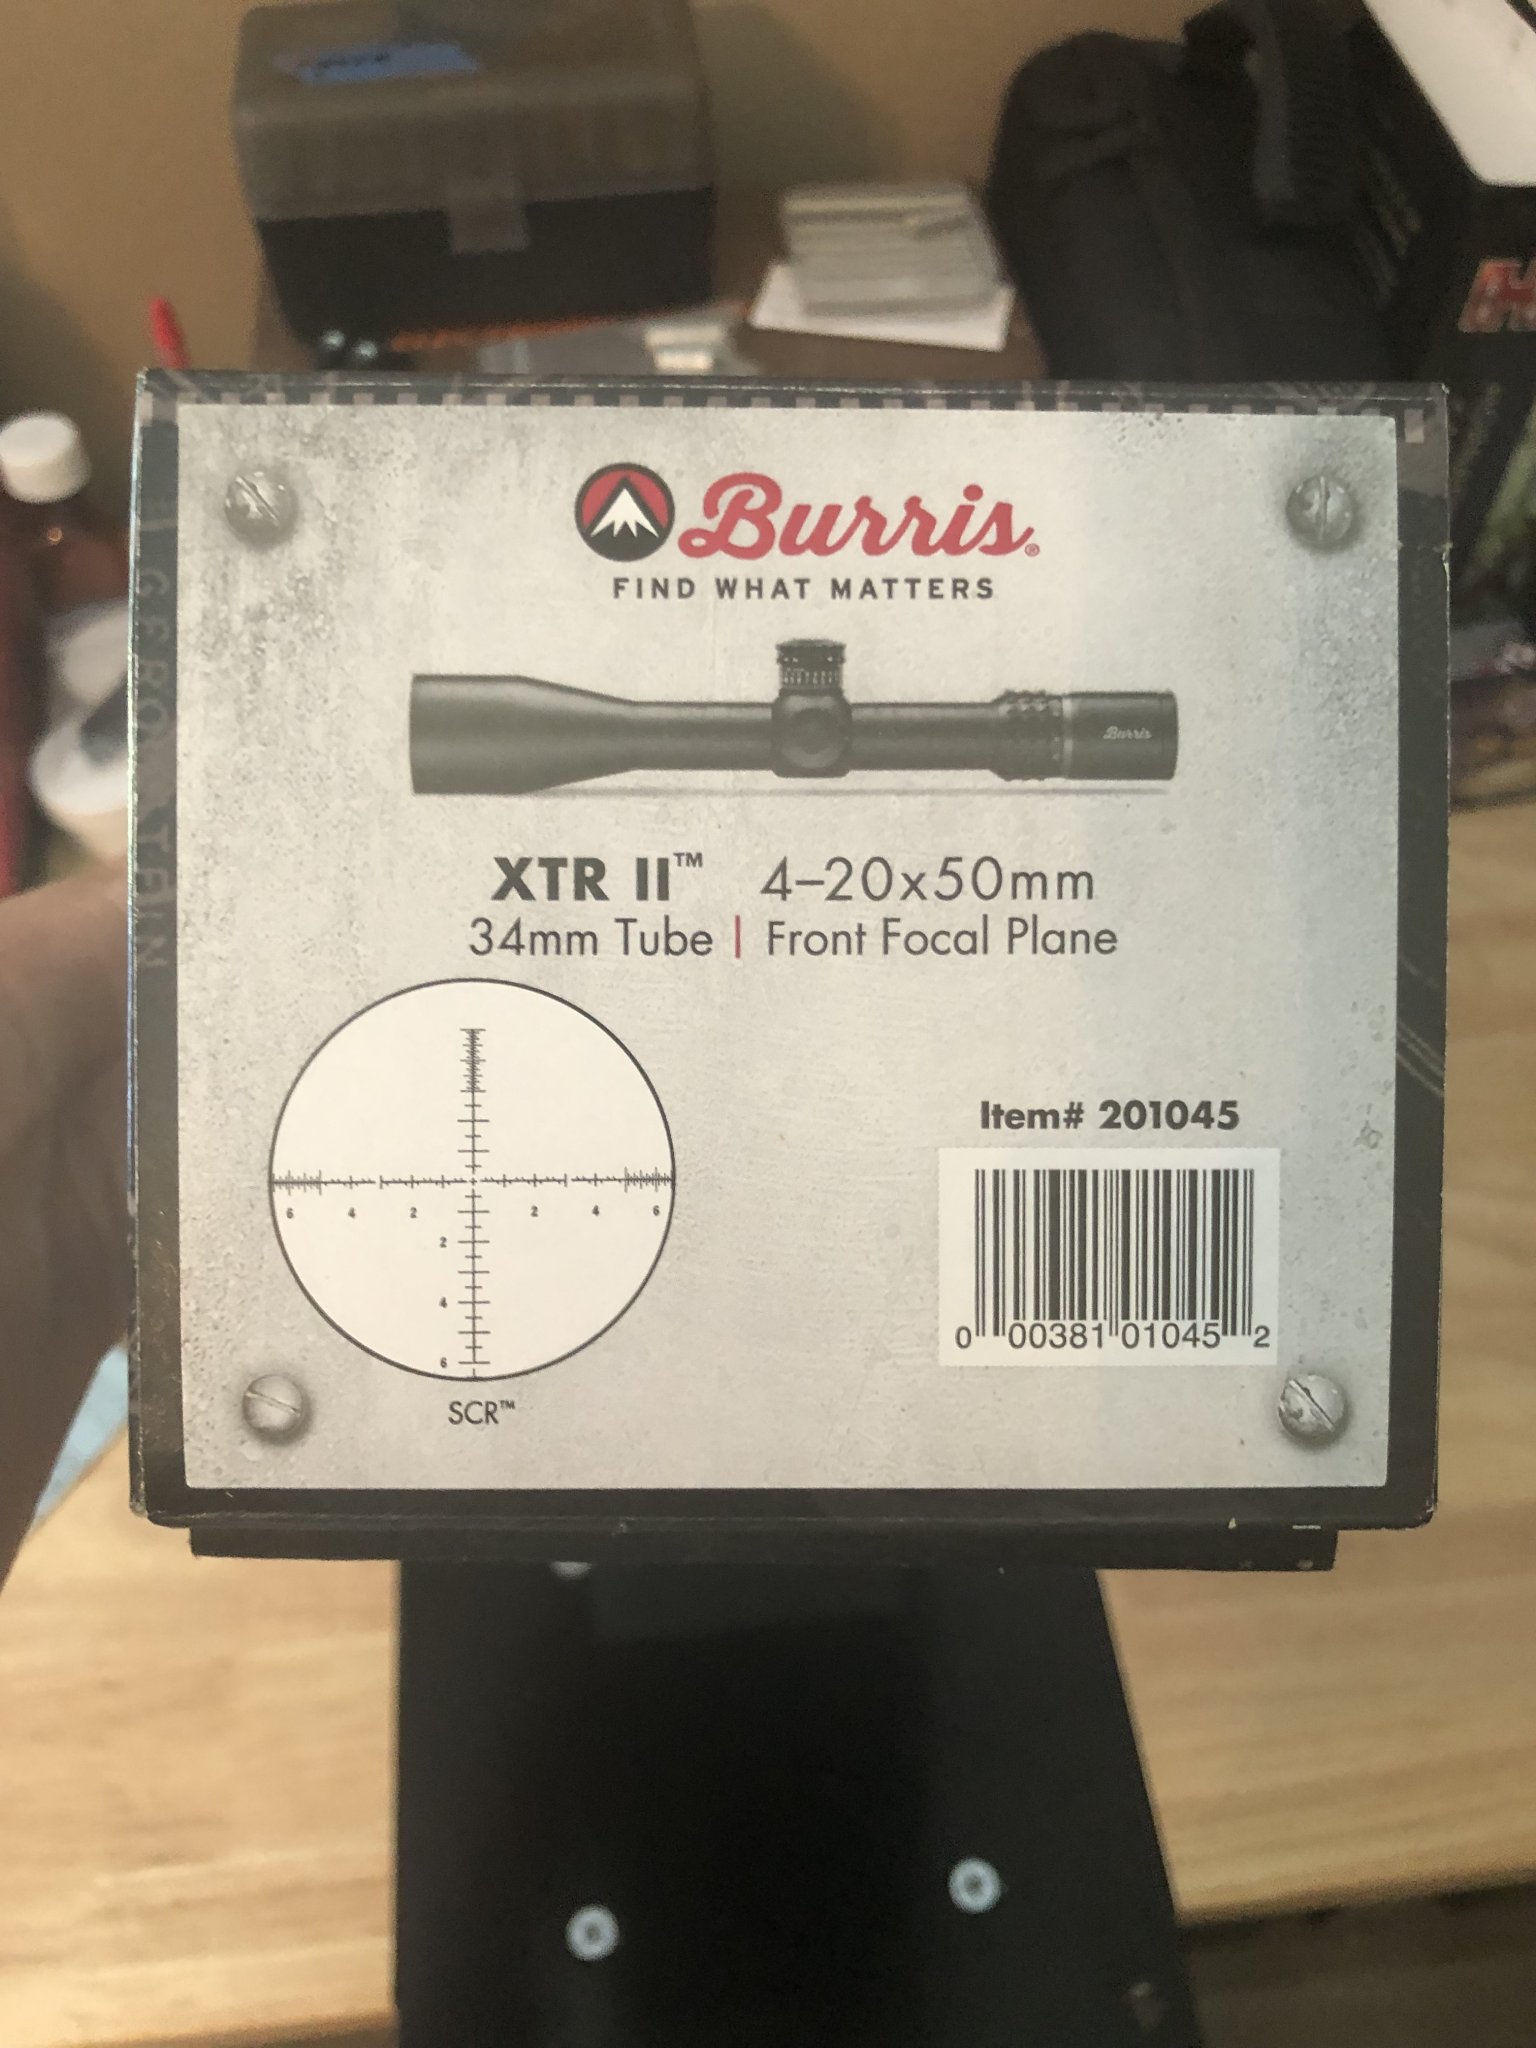 Burris®
FIND WHAT MATTERS
Burris
XTR II™ 4–20x50mm
34mm Tube | Front Focal Plane
6 4 2 2 4 6
2
4
6
SCR™
Item# 201045
0 00381 01045 2